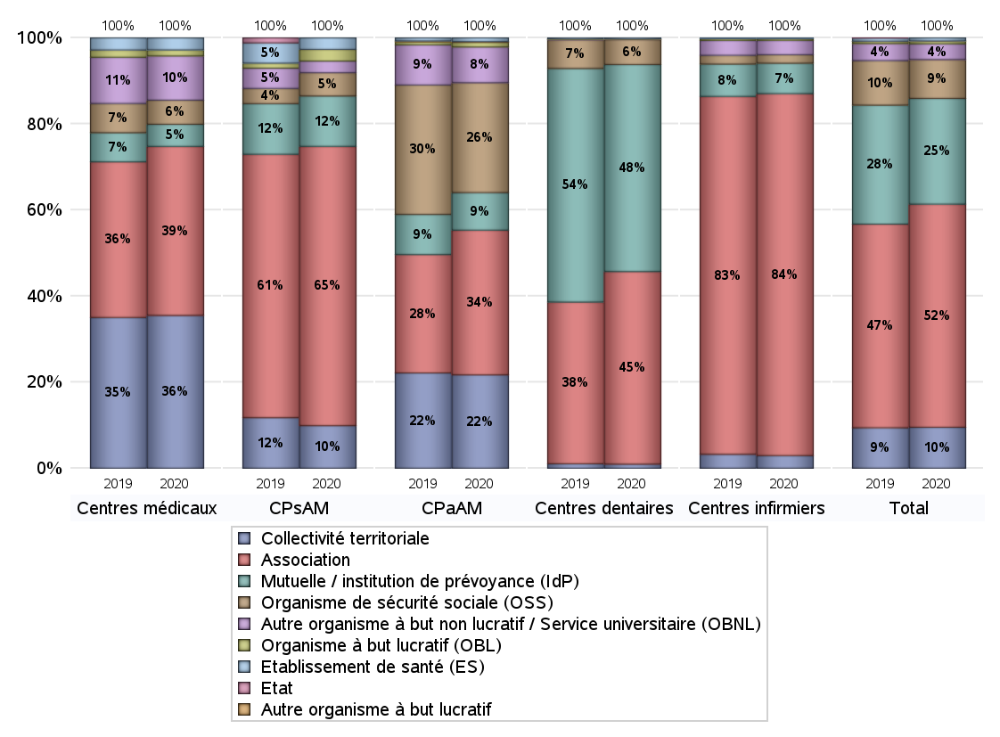 100% 100% 100% 100% 100% 100% 100% 100% 100% 100% 100% 100%
100%
80%
60%
40%
20%
0%
11% 7% 7% 36% 35%
10% 6% 5% 39% 36%
5% 5% 4% 12% 61% 12%
5% 12% 65% 10%
9% 30% 9% 28% 22%
8% 26% 9% 34% 22%
7% 54% 38%
6% 48% 45%
8% 83%
7% 84%
4% 10% 28% 47% 9%
4% 9% 25% 52% 10%
2019 2020 2019 2020 2019 2020 2019 2020 2019 2020 2019 2020
Centres médicaux CPsAM CPaAM Centres dentaires Centres infirmiers Total
Collectivité territoriale
Association
Mutuelle / institution de prévoyance (IdP)
Organisme de sécurité sociale (OSS)
Autre organisme à but non lucratif / Service universitaire (OBNL)
Organisme à but lucratif (OBL)
Etablissement de santé (ES)
Etat
Autre organisme à but lucratif